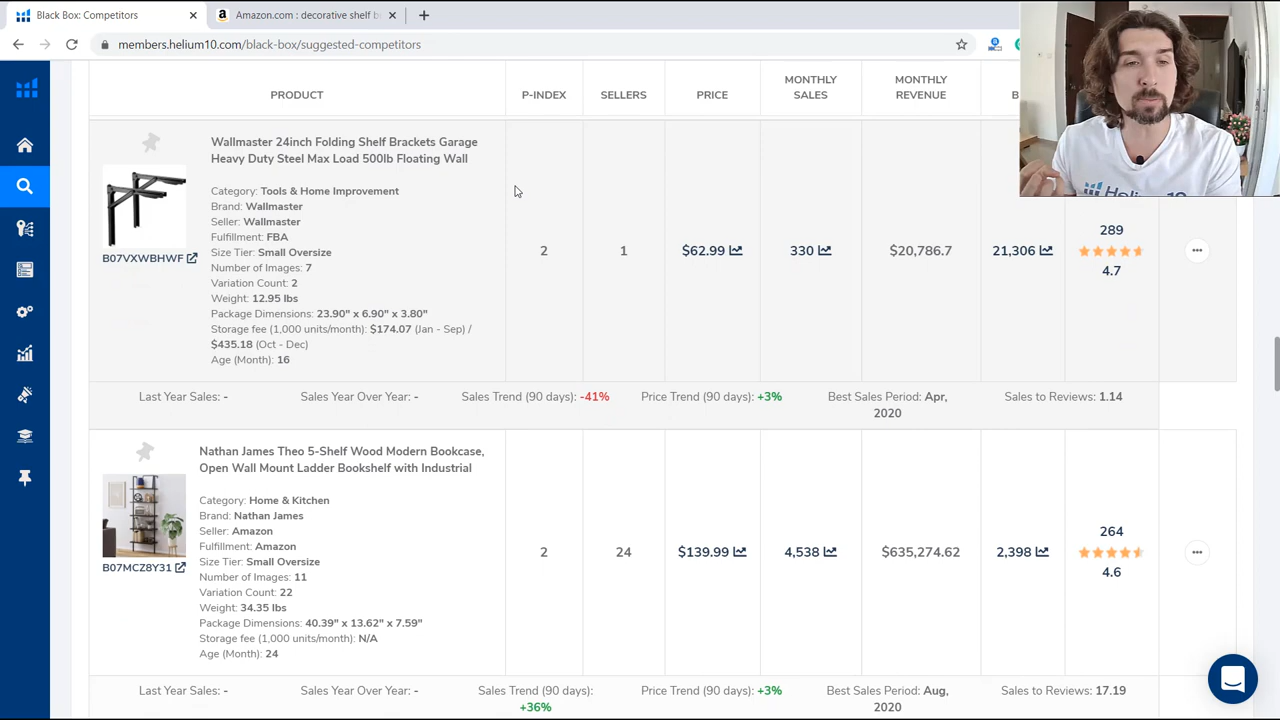 Black Box: Competitors
Amazon.com : decorative shelf b
members.helium10.com/black-box/suggested-competitors
PRODUCT
P-INDEX
SELLERS
PRICE
MONTHLY
SALES
MONTHLY
REVENUE
B
Wallmaster 24inch Folding Shelf Brackets Garage
Heavy Duty Steel Max Load 500lb Floating Wall
Category: Tools & Home Improvement
Brand: Wallmaster
Seller: Wallmaster
Fulfillment: FBA
Size Tier: Small Oversize
Number of Images: 7
Variation Count: 2
Weight: 12.95 lbs
Package Dimensions: 23.90" x 6.90" x 3.80"
Storage fee (1,000 units/month): $174.07 (Jan - Sep) /
$435.18 (Oct - Dec)
Age (Month): 16
B07VXWBHWF
2
1
$62.99
330
$20,786.7
21,306
289
4.7
Last Year Sales: -
Sales Year Over Year: -
Sales Trend (90 days): -41%
Price Trend (90 days): +3%
Best Sales Period: Apr,
2020
Sales to Reviews: 1.14
Nathan James Theo 5-Shelf Wood Modern Bookcase,
Open Wall Mount Ladder Bookshelf with Industrial
Category: Home & Kitchen
Brand: Nathan James
Seller: Amazon
Fulfillment: Amazon
Size Tier: Small Oversize
Number of Images: 11
Variation Count: 22
Weight: 34.35 lbs
Package Dimensions: 40.39" x 13.62" x 7.59"
Storage fee (1,000 units/month): N/A
Age (Month): 24
B07MCZ8Y31
2
24
$139.99
4,538
$635,274.62
2,398
264
4.6
Last Year Sales: -
Sales Year Over Year: -
Sales Trend (90 days):
+36%
Price Trend (90 days): +3%
Best Sales Period: Aug,
2020
Sales to Reviews: 17.19